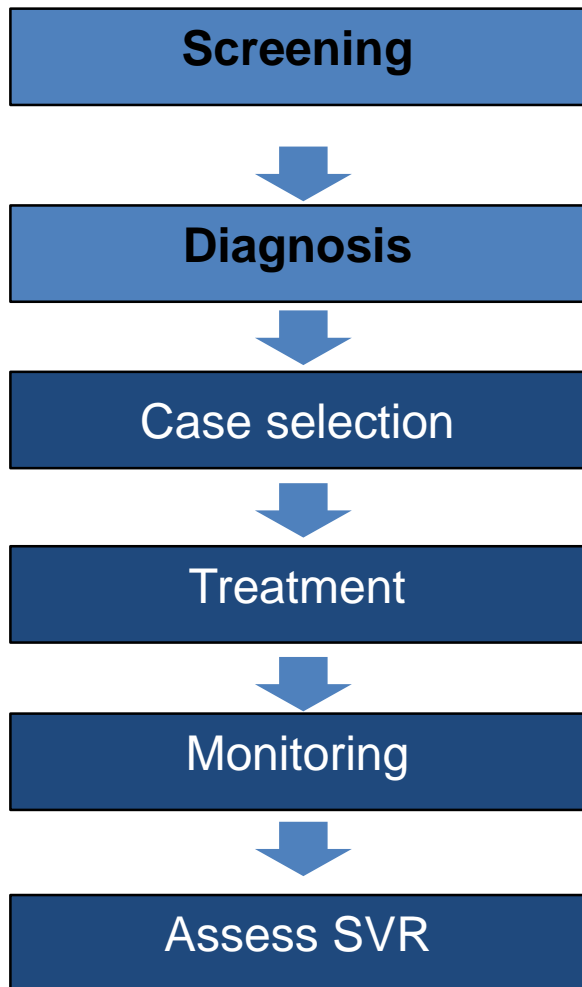 Screening
Diagnosis
Case selection
Treatment
Monitoring
Assess SVR